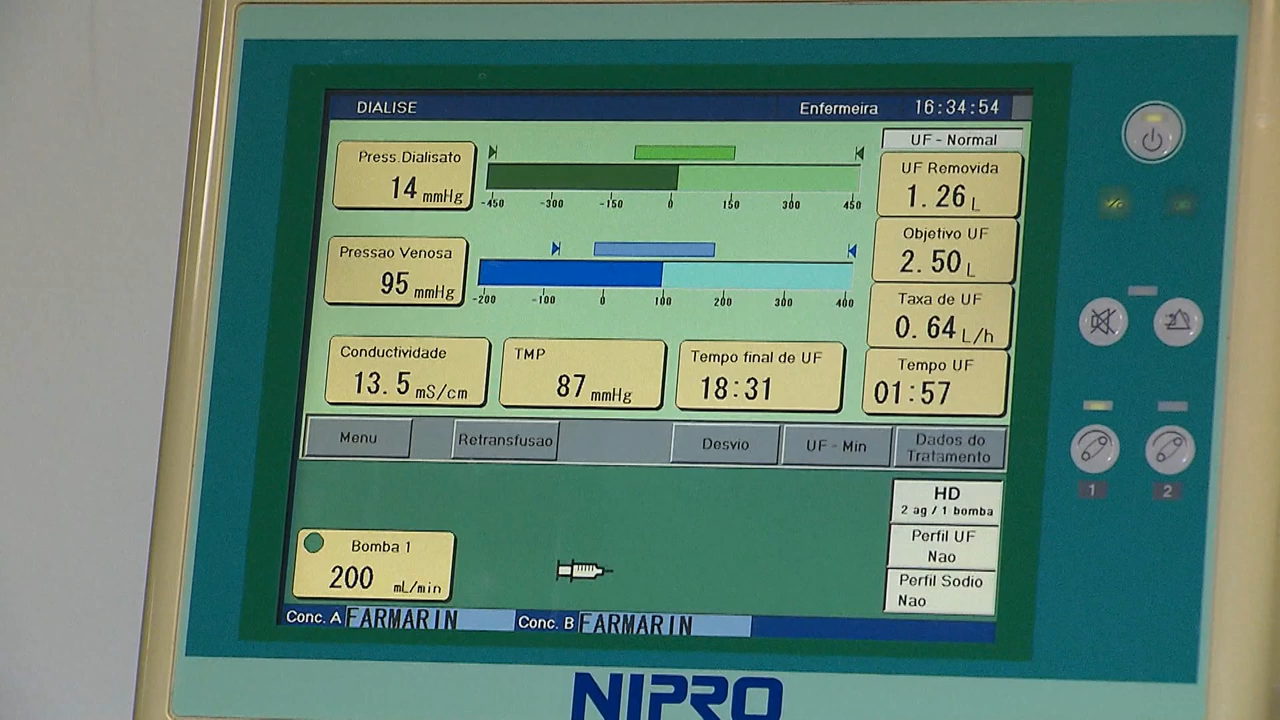 DIALISE Enfermeira 16:34:54
UF - Normal
Press.Dialisato
14 mmHg
-450 -300 -150 0 150 300 450
UF Removida
1.26 L
Pressao Venosa
95 mmHg
-200 -100 0 100 200 300 400
Objetivo UF
2.50 L
Taxa de UF
0.64 L/h
Conductividade
13.5 mS/cm
TMP
87 mmHg
Tempo final de UF
18:31
Tempo UF
01:57
Menu Retransfusao Desvio UF - Min
Dados do
Tratamento
HD
2 ag / 1 bomba
Perfil UF
Nao
Perfil Sodio
Nao
Bomba 1
200 mL/min
Conc. A FARMARIN Conc. B FARMARIN
NIPRO
1 2